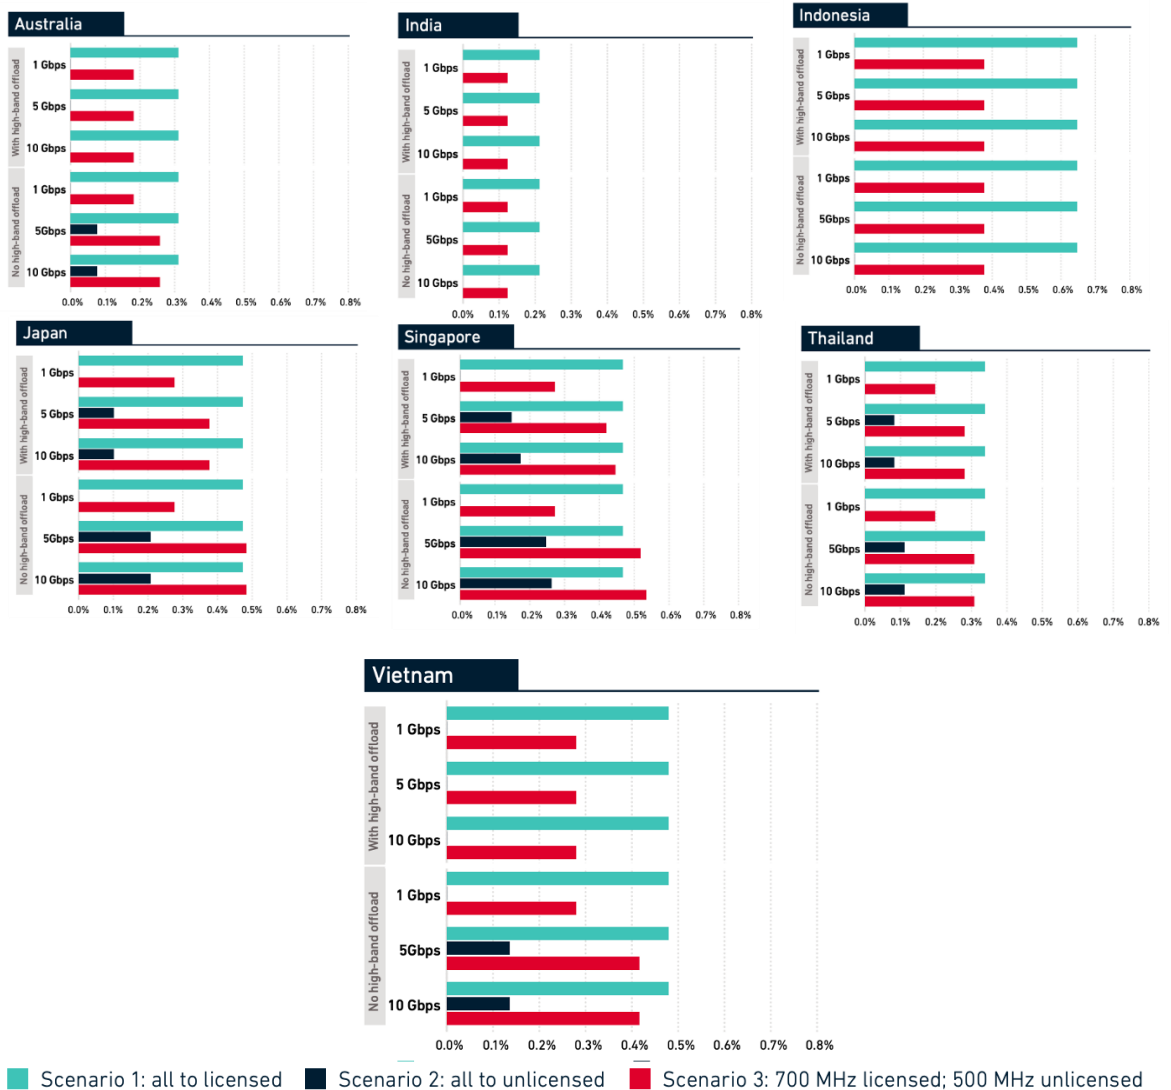 Australia
With high-band offload
1 Gbps
5 Gbps
10 Gbps
No high-band offload
1 Gbps
5Gbps
10 Gbps
0.0% 0.1% 0.2% 0.3% 0.4% 0.5% 0.6% 0.7% 0.8%
India
With high-band offload
1 Gbps
5 Gbps
10 Gbps
No high-band offload
1 Gbps
5Gbps
10 Gbps
0.0% 0.1% 0.2% 0.3% 0.4% 0.5% 0.6% 0.7% 0.8%
Indonesia
With high-band offload
1 Gbps
5 Gbps
10 Gbps
No high-band offload
1 Gbps
5Gbps
10 Gbps
0.0% 0.1% 0.2% 0.3% 0.4% 0.5% 0.6% 0.7% 0.8%
Japan
With high-band offload
1 Gbps
5 Gbps
10 Gbps
No high-band offload
1 Gbps
5Gbps
10 Gbps
0.0% 0.1% 0.2% 0.3% 0.4% 0.5% 0.6% 0.7% 0.8%
Singapore
With high-band offload
1 Gbps
5 Gbps
10 Gbps
No high-band offload
1 Gbps
5Gbps
10 Gbps
0.0% 0.1% 0.2% 0.3% 0.4% 0.5% 0.6% 0.7% 0.8%
Thailand
With high-band offload
1 Gbps
5 Gbps
10 Gbps
No high-band offload
1 Gbps
5Gbps
10 Gbps
0.0% 0.1% 0.2% 0.3% 0.4% 0.5% 0.6% 0.7% 0.8%
Vietnam
With high-band offload
1 Gbps
5 Gbps
10 Gbps
No high-band offload
1 Gbps
5Gbps
10 Gbps
0.0% 0.1% 0.2% 0.3% 0.4% 0.5% 0.6% 0.7% 0.8%
Scenario 1: all to licensed Scenario 2: all to unlicensed Scenario 3: 700 MHz licensed; 500 MHz unlicensed